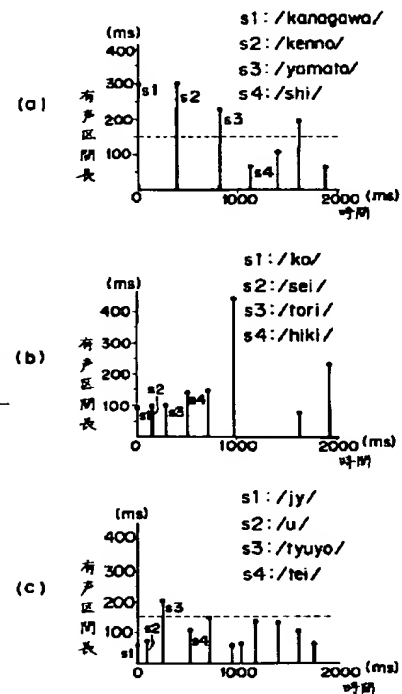 (a)
(ms)
400
300
200
100
有声区間長
s1
s2
s3
s4
s1:/kanagawa/
s2:/kenno/
s3:/yamato/
s4:/shi/
0
1000
2000 (ms)
時間
(b)
(ms)
400
300
200
100
有声区間長
s1
s2
s3
s4
s1:/ko/
s2:/sei/
s3:/tori/
s4:/hiki/
0
1000
2000 (ms)
時間
(c)
(ms)
400
300
200
100
有声区間長
s1
s2
s3
s4
s1:/jy/
s2:/u/
s3:/tyuyo/
s4:/tei/
0
1000
2000 (ms)
時間